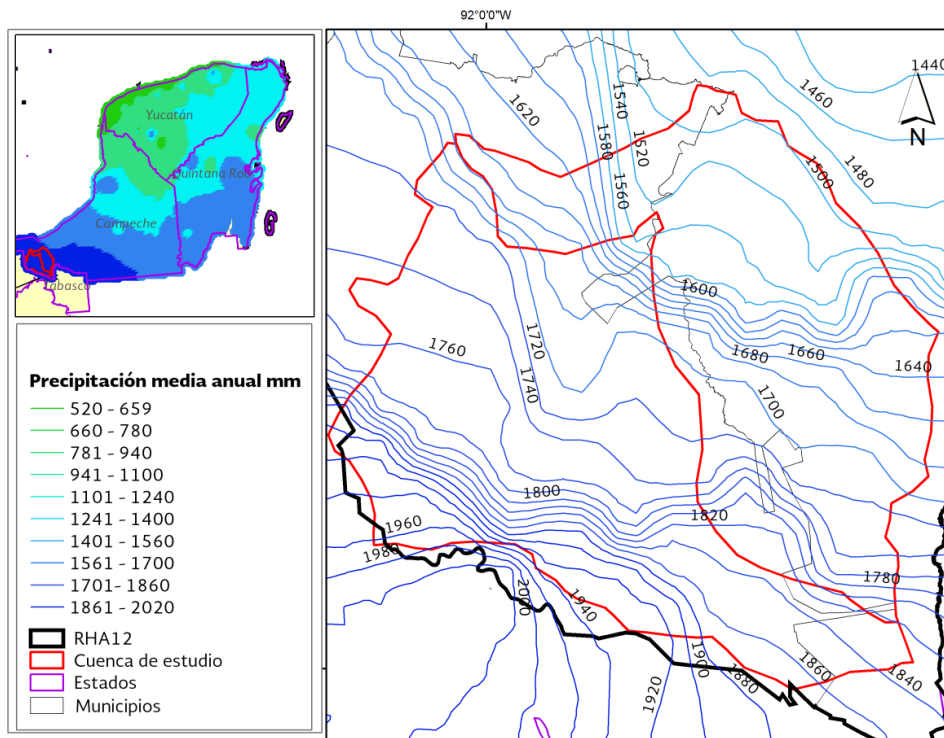 92°0'0"W
Yucatán
Quintana Roo
Campeche
Tabasco
Precipitación media anual mm
520 - 659
660 - 780
781 - 940
941 - 1100
1101 - 1240
1241 - 1400
1401 - 1560
1561 - 1700
1701- 1860
1861 - 2020
RHA12
Cuenca de estudio
Estados
Municipios
1440
1460
1620
1540
1520
1580
1560
1500
1480
N
1600
1720
1760
1680
1660
1640
1740
1700
1800
1820
1960
1980
1780
2000
1940
1860
1840
1900
1880
1920